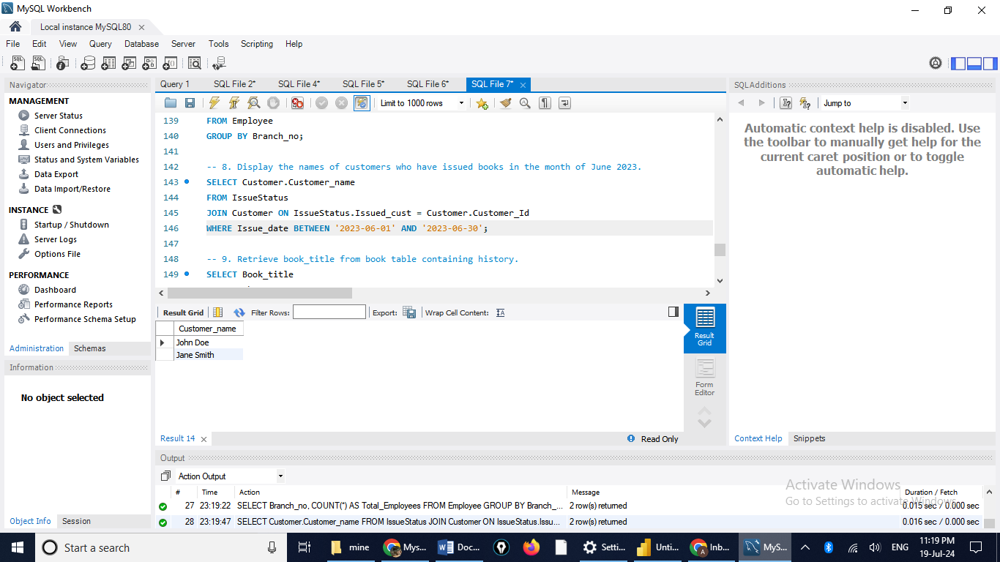 MySQL Workbench
Local instance MySQL80
File Edit View Query Database Server Tools Scripting Help
Navigator
MANAGEMENT
Server Status
Client Connections
Users and Privileges
Status and System Variables
Data Export
Data Import/Restore
INSTANCE
Startup / Shutdown
Server Logs
Options File
PERFORMANCE
Dashboard
Performance Reports
Performance Schema Setup
Administration Schemas
Information
No object selected
Object Info Session
Query 1 SQL File 2* SQL File 4* SQL File 5* SQL File 6* SQL File 7*
Limit to 1000 rows
139 FROM Employee
140 GROUP BY Branch_no;
141
142 -- 8. Display the names of customers who have issued books in the month of June 2023.
143 SELECT Customer.Customer_name
144 FROM IssueStatus
145 JOIN Customer ON IssueStatus.Issued_cust = Customer.Customer_Id
146 WHERE Issue_date BETWEEN '2023-06-01' AND '2023-06-30';
147
148 -- 9. Retrieve book_title from book table containing history.
149 SELECT Book_title
Result Grid Filter Rows: Export: Wrap Cell Content:
Customer_name
John Doe
Jane Smith
Result Grid
Form Editor
Result 14 Read Only
SQLAdditions
Jump to
Automatic context help is disabled. Use
the toolbar to manually get help for the
current caret position or to toggle
automatic help.
Context Help Snippets
Output
Action Output
# Time Action Message Duration / Fetch
27 23:19:22 SELECT Branch_no, COUNT(*) AS Total_Employees FROM Employee GROUP BY Branch_... 2 row(s) returned 0.015 sec / 0.000 sec
28 23:19:47 SELECT Customer.Customer_name FROM IssueStatus JOIN Customer ON IssueStatus.Issu... 2 row(s) returned 0.016 sec / 0.000 sec
Activate Windows
Go to Settings to activate Windows.
Start a search
mine Mys... Doc... Setti... Unti... Inb... MyS... ENG 11:19 PM
19-Jul-24